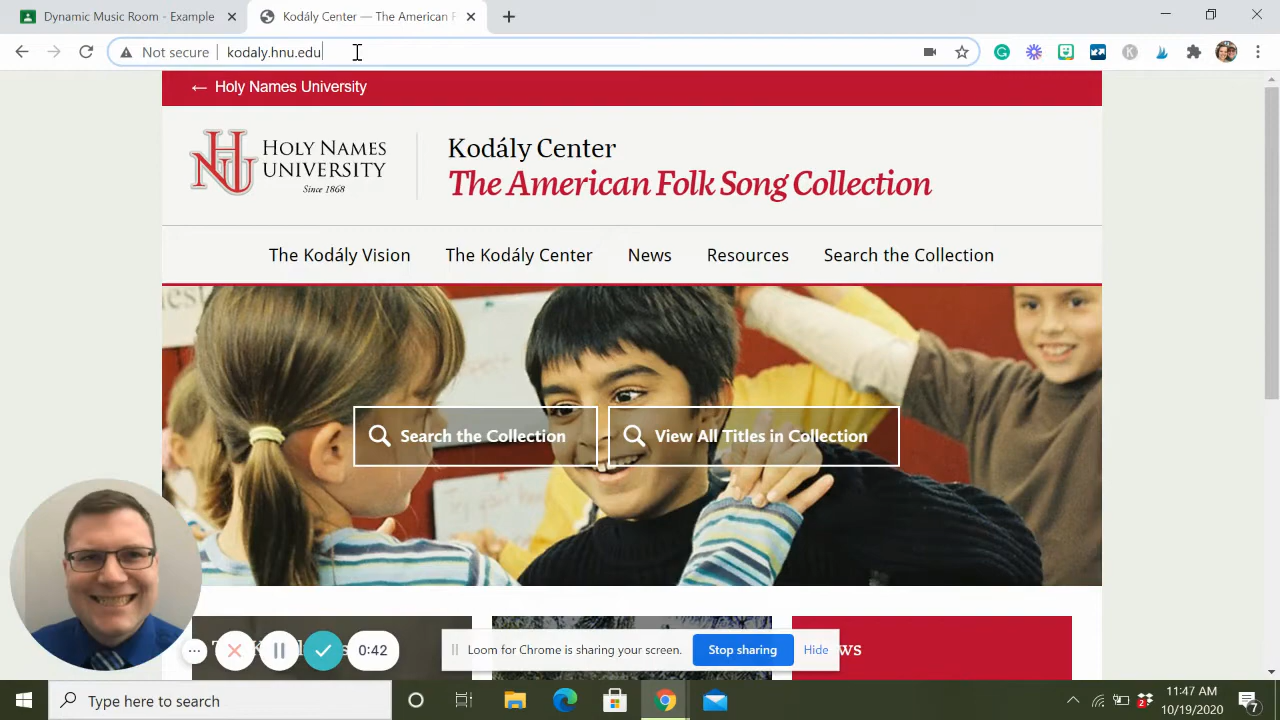 Dynamic Music Room - Example
Kodály Center — The American F
Not secure
kodaly.hnu.edu
← Holy Names University
HNU
HOLY NAMES
UNIVERSITY
Since 1868
Kodály Center
The American Folk Song Collection
The Kodály Vision
The Kodály Center
News
Resources
Search the Collection
Search the Collection
View All Titles in Collection
0:42
Loom for Chrome is sharing your screen.
Stop sharing
Hide
Type here to search
2
11:47 AM
10/19/2020
7